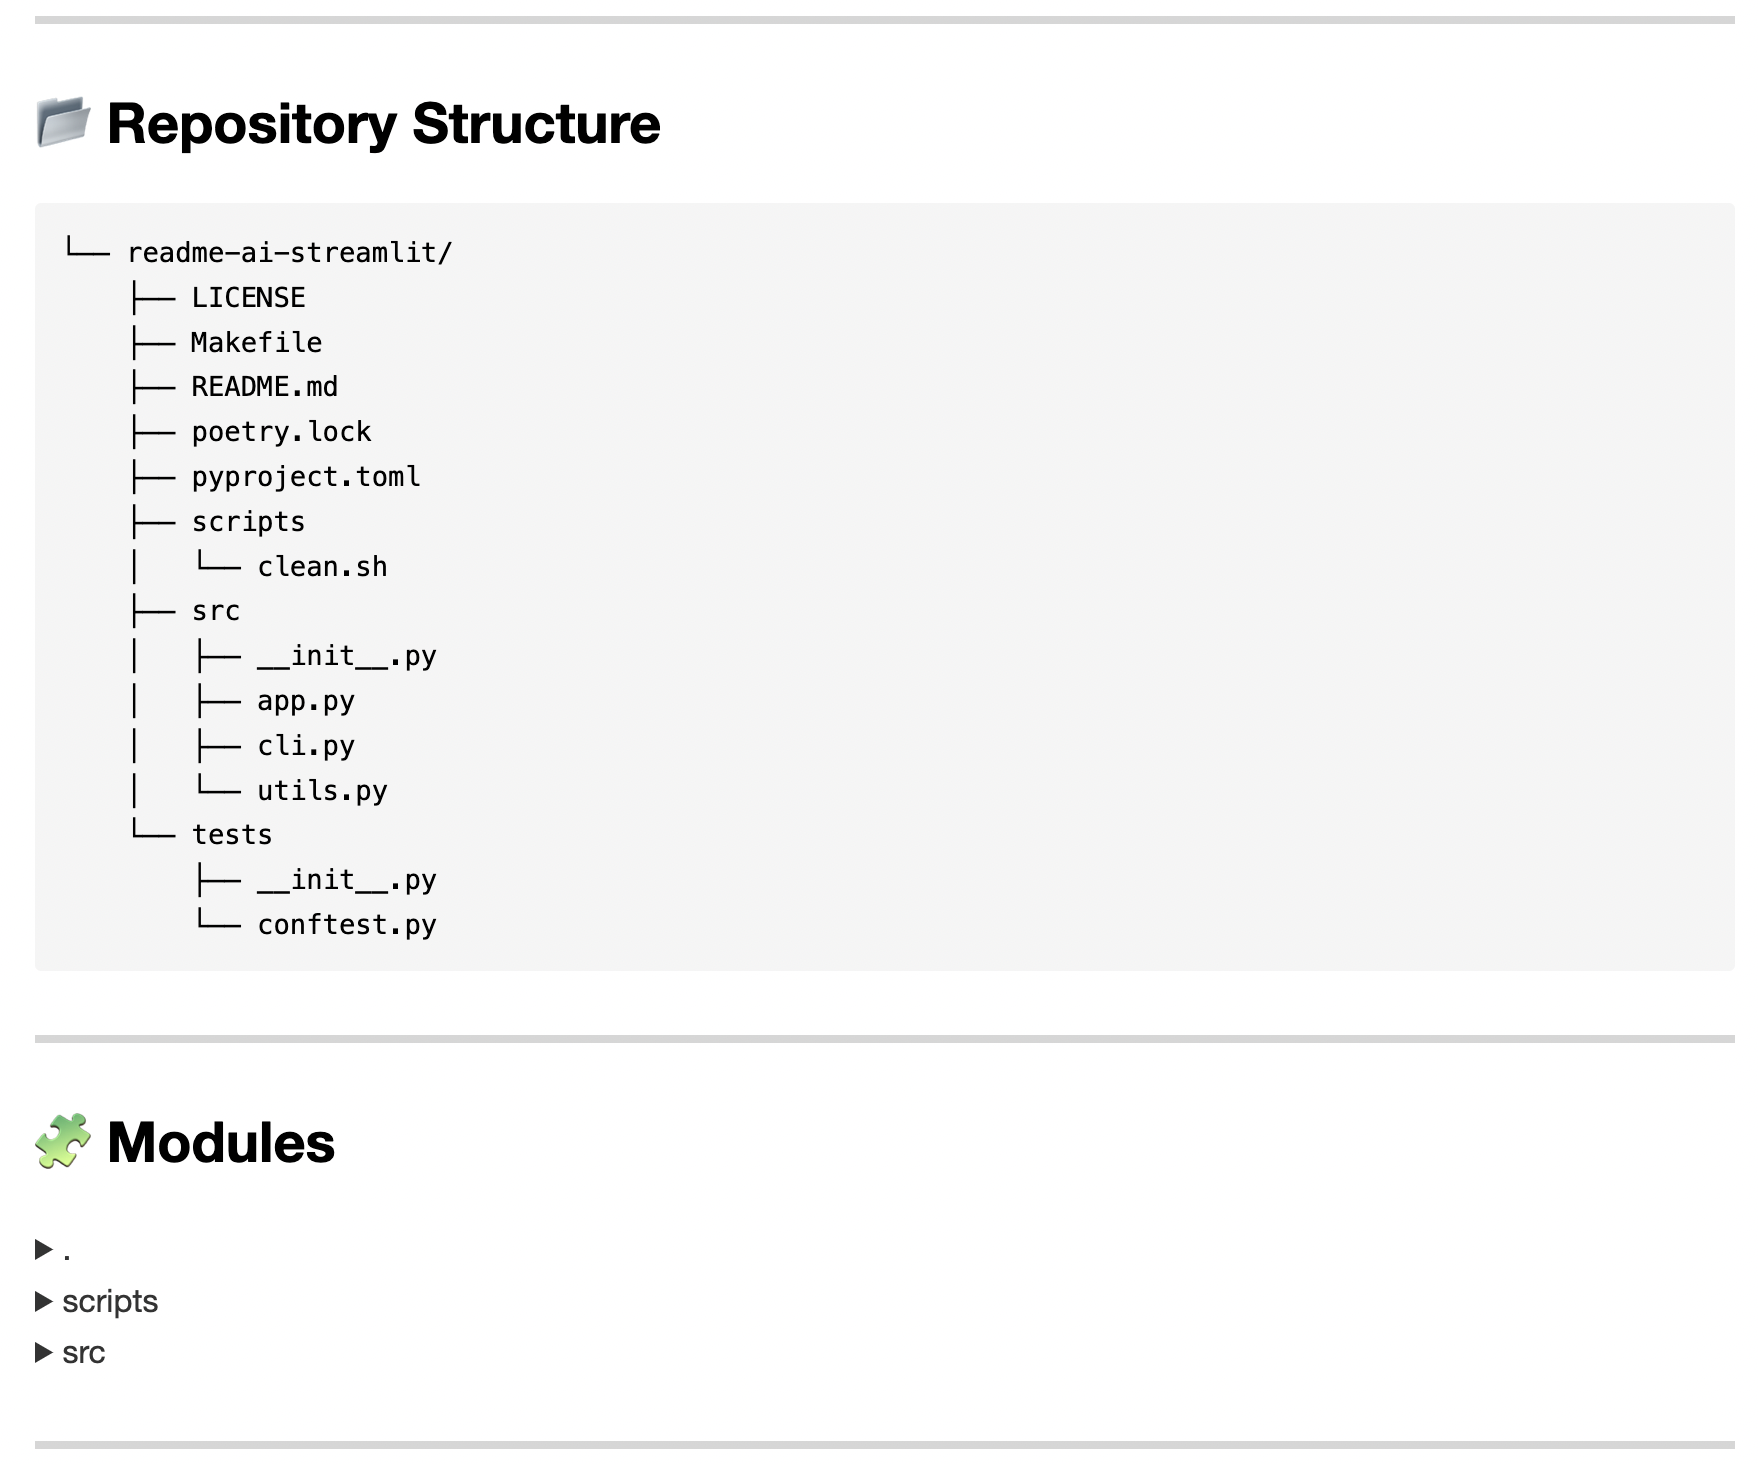 Repository Structure
└── readme-ai-streamlit/
    ├── LICENSE
    ├── Makefile
    ├── README.md
    ├── poetry.lock
    ├── pyproject.toml
    ├── scripts
    │   └── clean.sh
    ├── src
    │   ├── __init__.py
    │   ├── app.py
    │   ├── cli.py
    │   └── utils.py
    └── tests
        ├── __init__.py
        └── conftest.py
Modules
.
scripts
src